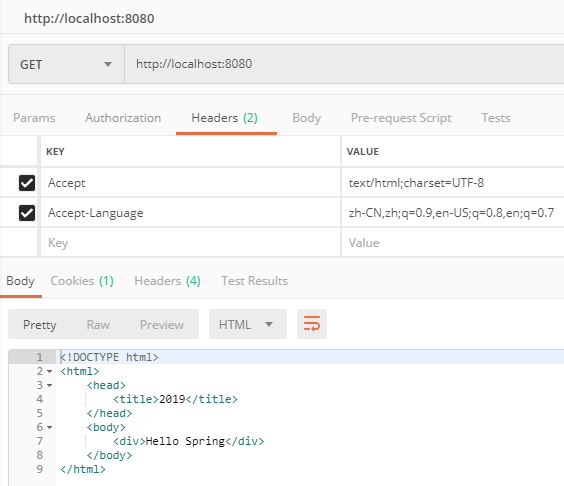 http://localhost:8080
GET http://localhost:8080
Params Authorization Headers (2) Body Pre-request Script Tests
KEY VALUE
Accept text/html;charset=UTF-8
Accept-Language zh-CN,zh;q=0.9,en-US;q=0.8,en;q=0.7
Key Value
Body Cookies (1) Headers (4) Test Results
Pretty Raw Preview HTML
1 <!DOCTYPE html>
2 <html>
3 <head>
4 <title>2019</title>
5 </head>
6 <body>
7 <div>Hello Spring</div>
8 </body>
9 </html>